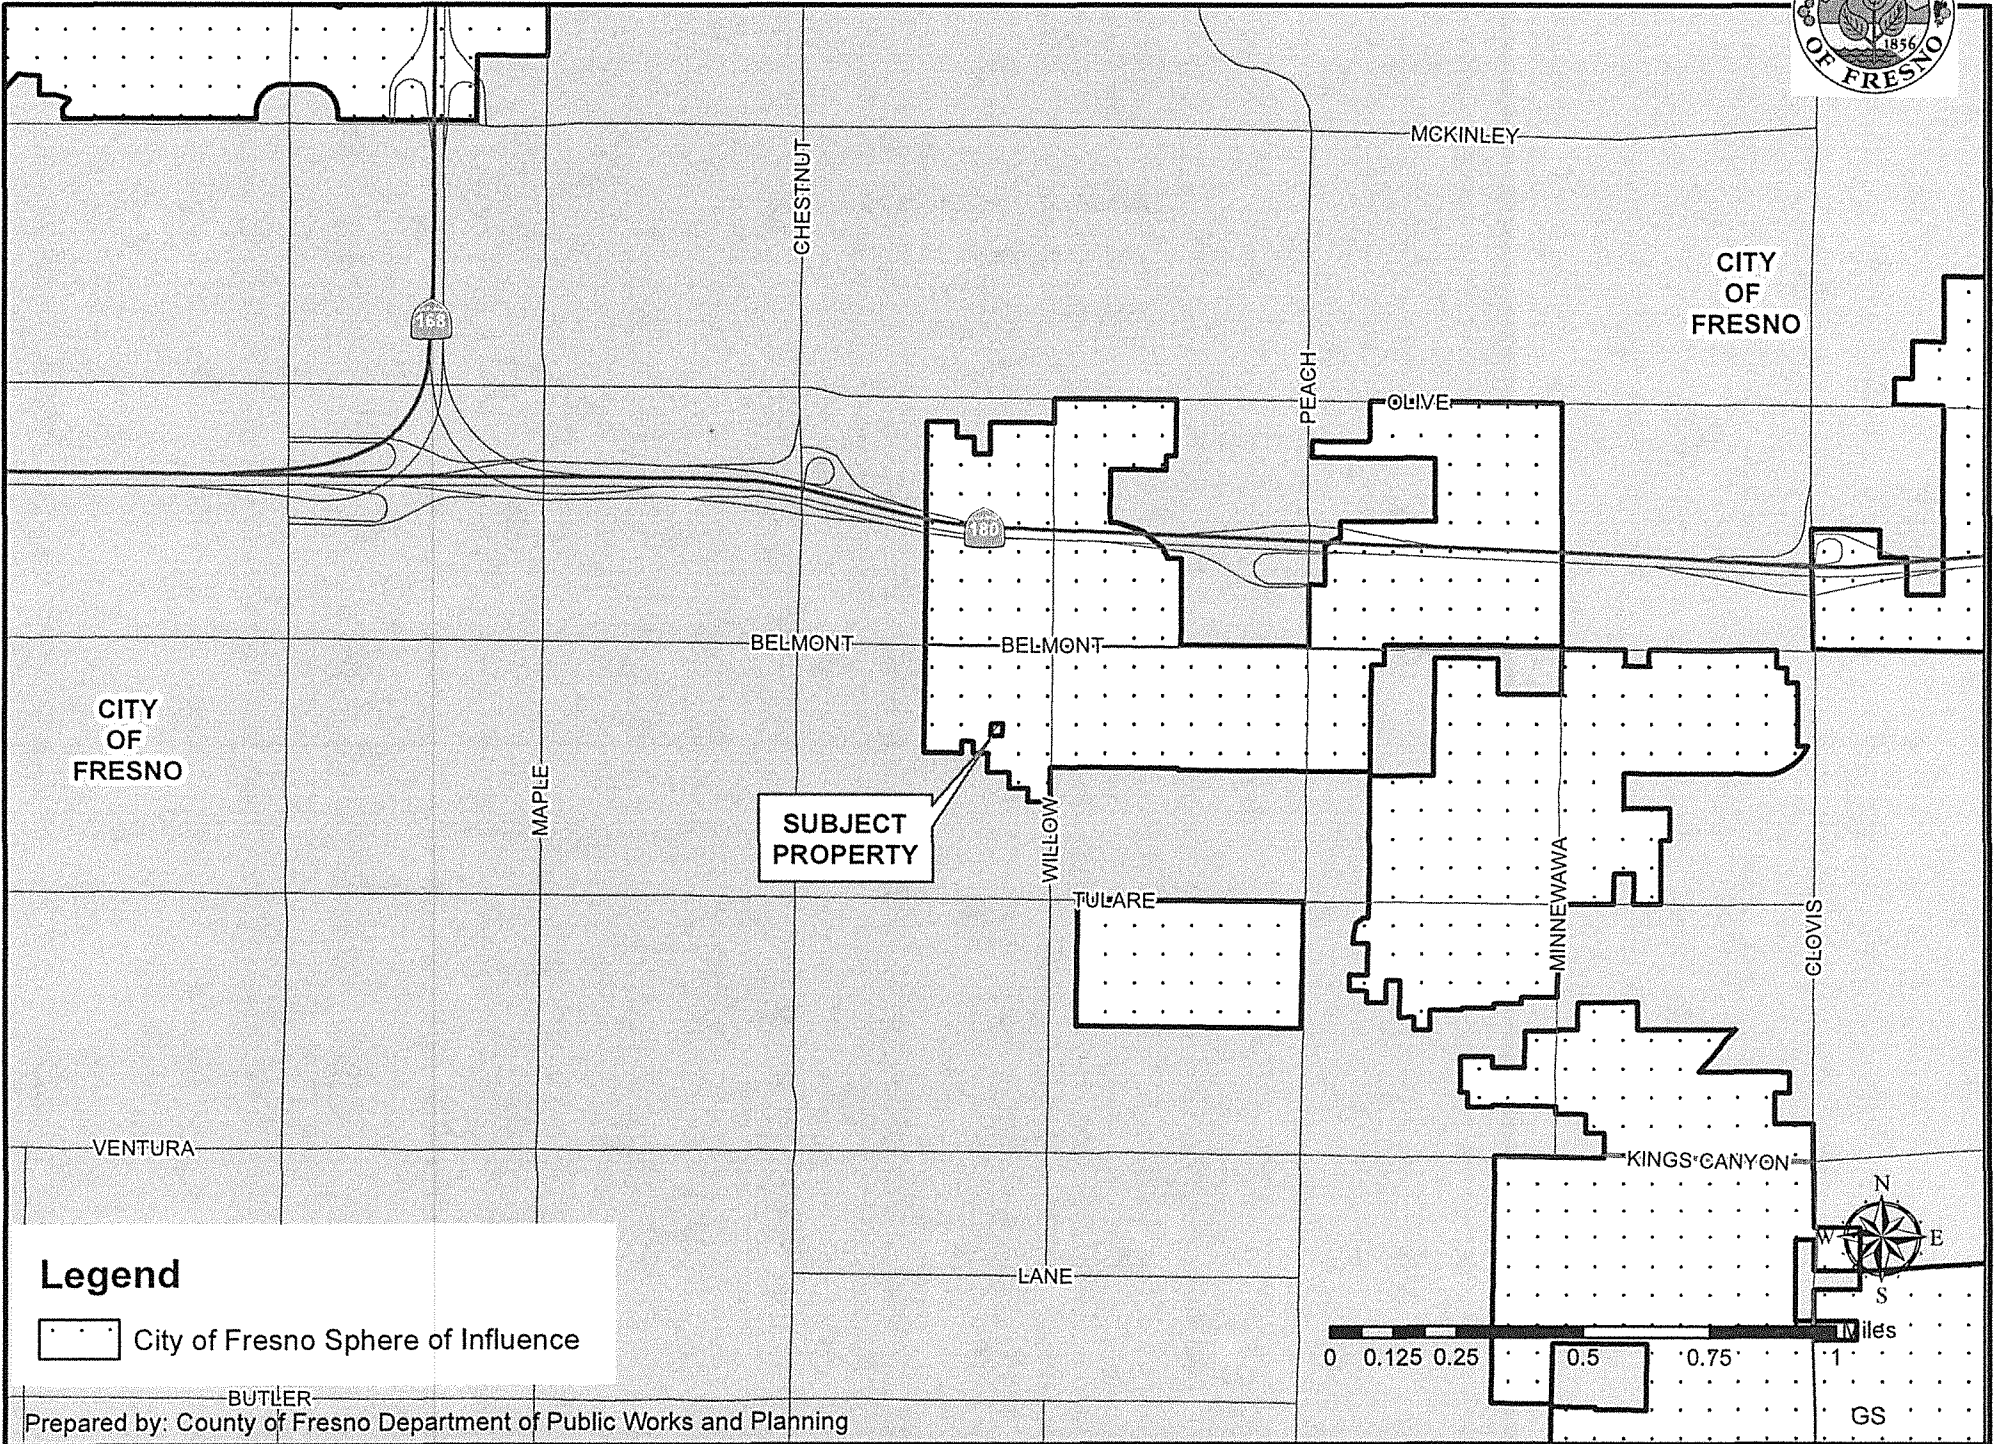 1856
OF FRESNO
MCKINLEY
CHESTNUT
CITY
OF
FRESNO
168
PEACH
OLIVE
180
BELMONT
BELMONT
CITY
OF
FRESNO
MAPLE
SUBJECT
PROPERTY
WILLOW
TULARE
MINNEWAWA
CLOVIS
VENTURA
KINGS CANYON
N
W
E
S
Legend
City of Fresno Sphere of Influence
LANE
Miles
0 0.125 0.25 0.5 0.75 1
BUTLER
Prepared by: County of Fresno Department of Public Works and Planning
GS